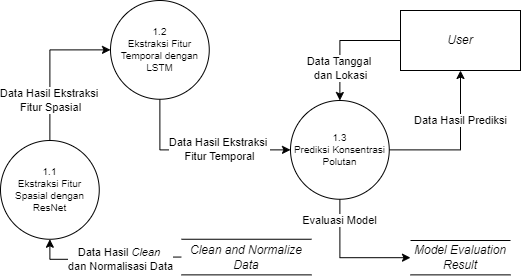 1.2
Ekstraksi Fitur
Temporal dengan
LSTM
User
Data Tanggal
dan Lokasi
Data Hasil Ekstraksi
Fitur Spasial
Data Hasil Prediksi
1.3
Prediksi Konsentrasi
Polutan
Data Hasil Ekstraksi
Fitur Temporal
1.1
Ekstraksi Fitur
Spasial dengan
ResNet
Evaluasi Model
Data Hasil Clean
dan Normalisasi Data
Clean and Normalize
Data
Model Evaluation
Result